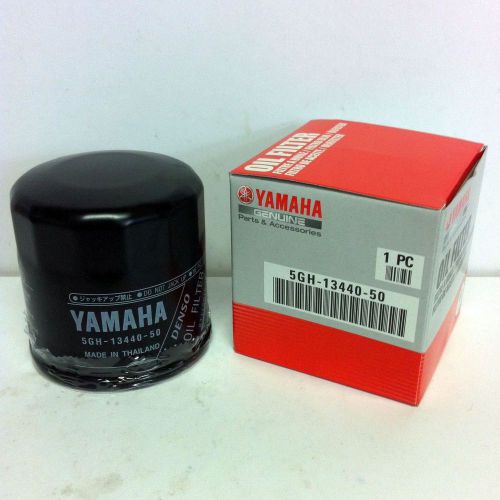 ジャッキアップ禁止 DO NOT JACK UP
YAMAHA
5GH-13440-50
MADE IN THAILAND
DENSO
OIL FILTER
OIL FILTER
YAMAHA
GENUINE
Parts & Accessories
1 PC
5GH-13440-50